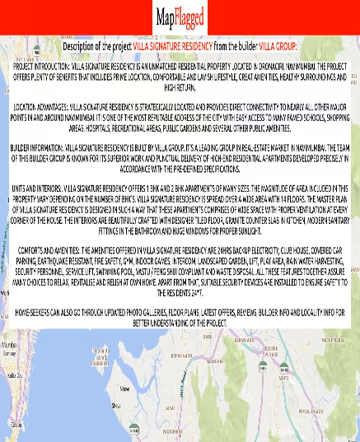 MapFlagged
Description of the project VILLA SIGNATURE RESIDENCY from the builder VILLA GROUP:
PROJECT INTRODUCTION: VILLA SIGNATURE RESIDENCY IS AN UNMATCHED RESIDENTIAL PROPERTY LOCATED IN DRONAGIRI, NAVI MUMBAI. THE PROJECT
OFFERS PLENTY OF BENEFITS THAT INCLUDES PRIME LOCATION, COMFORTABLE AND LAVISH LIFESTYLE, GREAT AMENITIES, HEALTHY SURROUNDINGS AND
HIGH RETURN.
LOCATION ADVANTAGES: VILLA SIGNATURE RESIDENCY IS STRATEGICALLY LOCATED AND PROVIDES DIRECT CONNECTIVITY TO NEARLY ALL OTHER MAJOR
POINTS IN AND AROUND NAVI MUMBAI. IT IS ONE OF THE MOST REPUTABLE ADDRESS OF THE CITY WITH EASY ACCESS TO MANY FAMED SCHOOLS, SHOPPING
AREAS, HOSPITALS, RECREATIONAL AREAS, PUBLIC GARDENS AND SEVERAL OTHER PUBLIC AMENITIES.
BUILDER INFORMATION: VILLA SIGNATURE RESIDENCY IS BUILT BY VILLA GROUP. IT'S A LEADING GROUP IN REAL ESTATE MARKET IN NAVI MUMBAI. THE TEAM
OF THIS BUILDER GROUP IS KNOWN FOR ITS SUPERIOR WORK AND PUNCTUAL DELIVERY OF HIGH END RESIDENTIAL APARTMENTS DEVELOPED PRECISELY IN
ACCORDANCE WITH THE PRE-DEFINED SPECIFICATIONS.
UNITS AND INTERIORS: VILLA SIGNATURE RESIDENCY OFFERS 1 BHK AND 2 BHK APARTMENTS OF MANY SIZES. THE MAGNITUDE OF AREA INCLUDED IN THIS
PROPERTY VARY DEPENDING ON THE NUMBER OF BHK'S. VILLA SIGNATURE RESIDENCY IS SPREAD OVER A WIDE AREA WITH 14 FLOORS. THE MASTER PLAN
OF VILLA SIGNATURE RESIDENCY IS DESIGNED IN SUCH A WAY THAT THESE APARTMENTS COMPRISES OF WIDE SPACE WITH PROPER VENTILATION AT EVERY
CORNER OF THE HOUSE. THE INTERIORS ARE BEAUTIFULLY CRAFTED WITH DESIGNER TILED FLOOR, GRANITE COUNTER SLAB IN KITCHEN, MODERN SANITARY
FITTINGS IN THE BATHROOM AND HUGE WINDOWS FOR PROPER SUNLIGHT.
COMFORTS AND AMENITIES: THE AMENITIES OFFERED IN VILLA SIGNATURE RESIDENCY ARE 24HRS BACKUP ELECTRICITY, CLUB HOUSE, COVERED CAR
PARKING, EARTHQUAKE RESISTANT, FIRE SAFETY, GYM, INDOOR GAMES, INTERCOM, LANDSCAPED GARDEN, LIFT, PLAY AREA, RAIN WATER HARVESTING,
SECURITY PERSONNEL, SERVICE LIFT, SWIMMING POOL, VASTU / FENG SHUI COMPLIANT AND WASTE DISPOSAL. ALL THESE FEATURES TOGETHER ASSURE
MANY CHOICES TO RELAX, REVITALISE AND RELISH AT OWN HOME. APART FROM THAT, SUITABLE SECURITY DEVICES ARE INSTALLED TO ENSURE SAFETY TO
THE RESIDENTS 24*7.
HOME SEEKERS CAN ALSO GO THROUGH UPDATED PHOTO GALLERIES, FLOOR PLANS, LATEST OFFERS, REVIEWS, BUILDER INFO AND LOCALITY INFO FOR
BETTER UNDERSTANDING OF THE PROJECT.